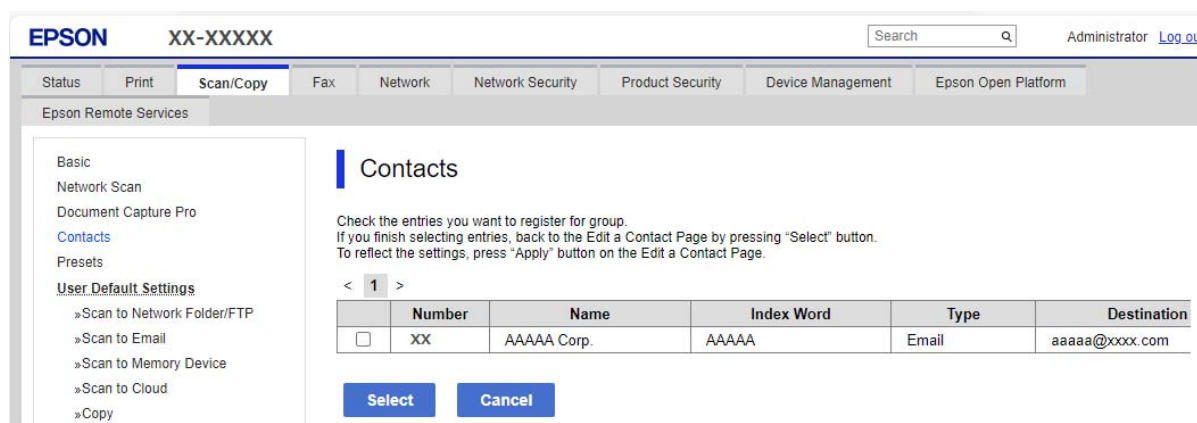 EPSON XX-XXXXX Search Administrator
Status Print Scan/Copy Fax Network Network Security Product Security Device Management Epson Open Platform
Epson Remote Services
Basic
Network Scan
Document Capture Pro
Contacts
Presets
User Default Settings
»Scan to Network Folder/FTP
»Scan to Email
»Scan to Memory Device
»Scan to Cloud
»Copy
Contacts
Check the entries you want to register for group.
If you finish selecting entries, back to the Edit a Contact Page by pressing “Select” button.
To reflect the settings, press “Apply” button on the Edit a Contact Page.
< 1 >
Number Name Index Word Type Destination
XX AAAAA Corp. AAAAA Email aaaaa@xxxx.com
Select Cancel